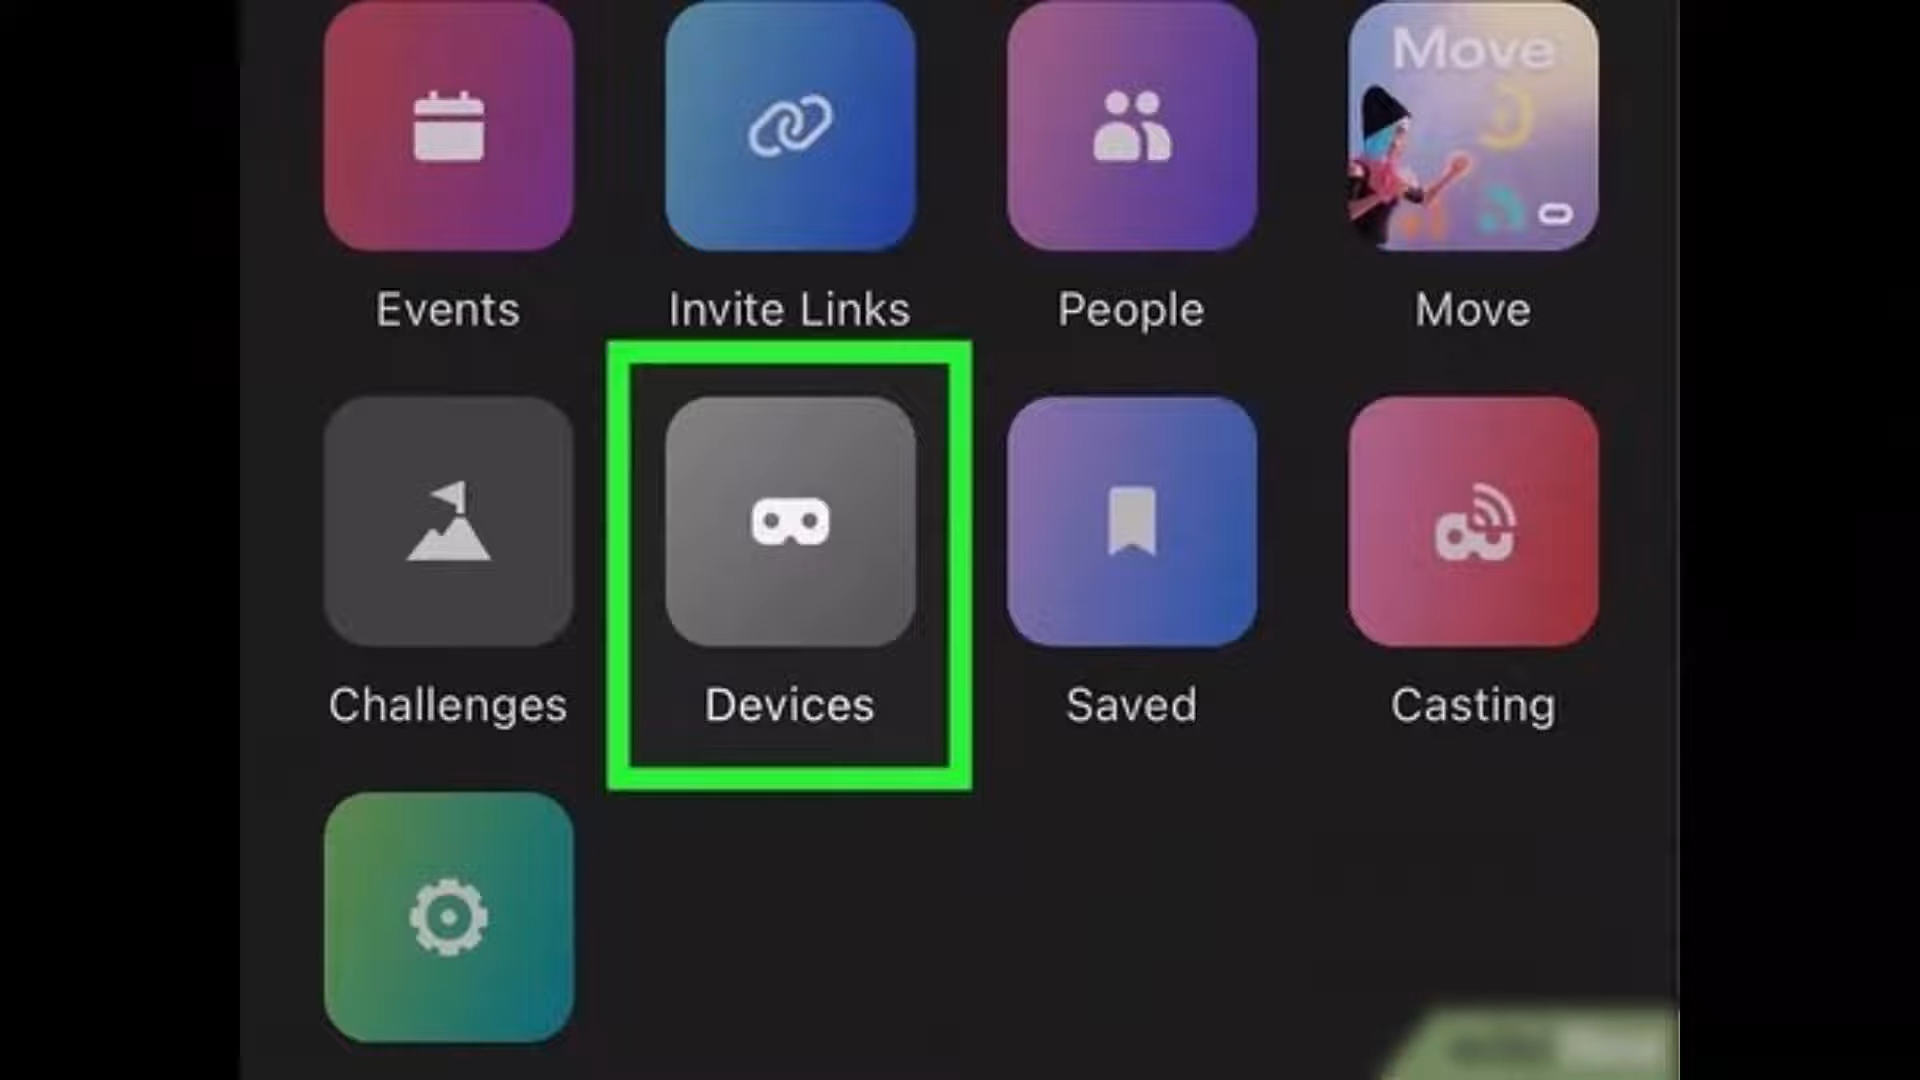 Move
Events
Invite Links
People
Move
Challenges
Devices
Saved
Casting